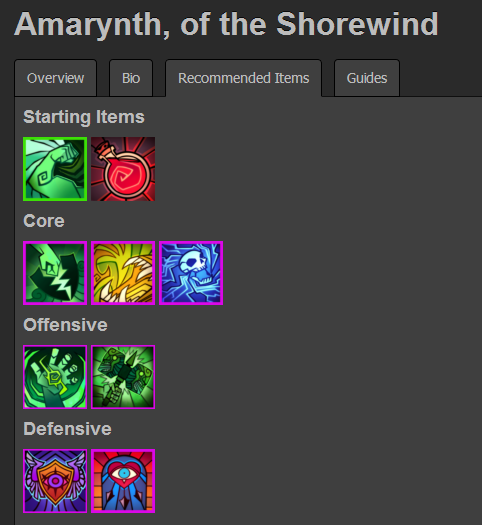 Amarynth, of the Shorewind
Overview Bio Recommended Items Guides
Starting Items
Core
Offensive
Defensive